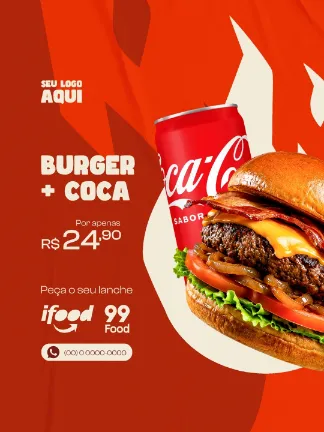 SEU LOGO
AQUI
BURGER
+ COCA
Por apenas
R$ 24,90
Peça o seu lanche
ifood 99
Food
(00) 0 0000-0000
Coca-Co
SABOR